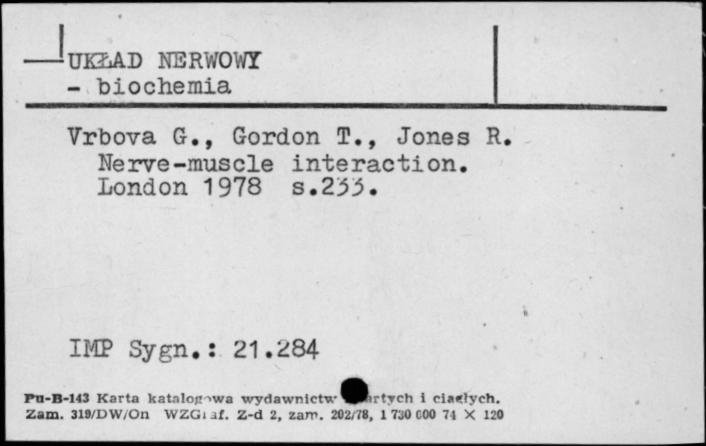 UKŁAD NERWOWY
- biochemia
Vrbova G., Gordon T., Jones R.
Nerve-muscle interaction.
London 1978 s.233.
IMP Sygn.: 21.284
Pu-B-143 Karta katalogowa wydawnictw artych i ciągłych.
Zam. 319/DW/On WZGraf. Z-d 2, zam. 202/78, 1 730 000 74 X 120